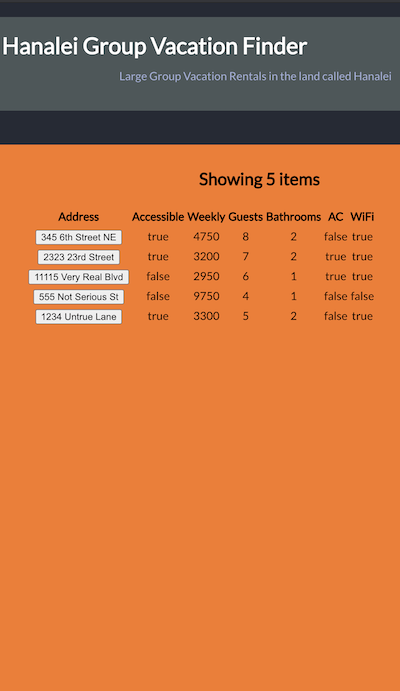 Hanalei Group Vacation Finder
Large Group Vacation Rentals in the land called Hanalei
Showing 5 items
Address Accessible Weekly Guests Bathrooms AC WiFi
345 6th Street NE true 4750 8 2 false true
2323 23rd Street true 3200 7 2 true true
11115 Very Real Blvd false 2950 6 1 true true
555 Not Serious St false 9750 4 1 false false
1234 Untrue Lane true 3300 5 2 false true